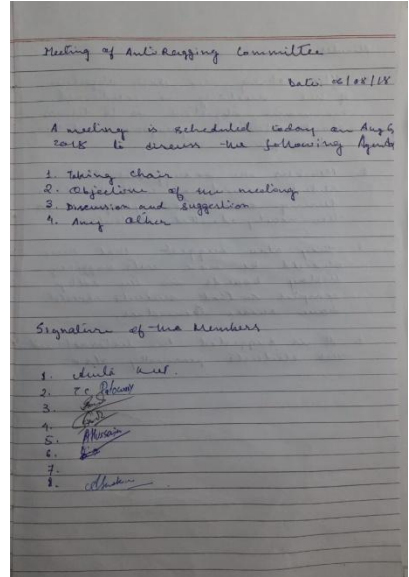 Meeting of Anti Ragging Committee
Date: 06/08/18
A meeting is scheduled today on Aug 6
2018 to discuss the following Agenda
1. Taking Chair
2. Objective of the meeting
3. Discussion and suggestion
4. Any other
Signature of the Members
1.
2. T.C.
3.
4.
5. AHussain
6.
7.
8.